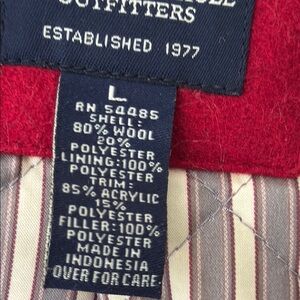 OUTFITTERS
ESTABLISHED 1977
L
RN 54485
SHELL:
80% WOOL
20%
POLYESTER
LINING:100%
POLYESTER
TRIM:
85% ACRYLIC
15%
POLYESTER
FILLER:100%
POLYESTER
MADE IN
INDONESIA
OVER FOR CARE